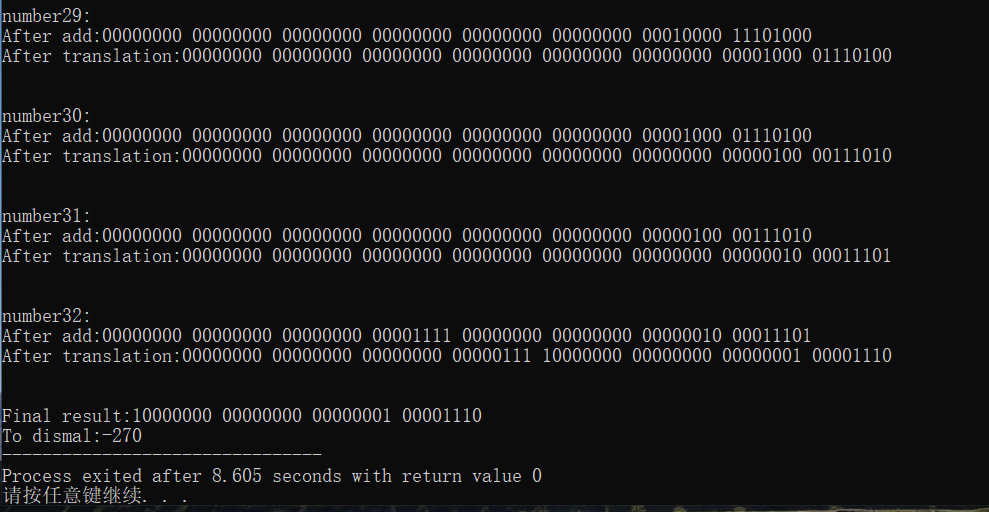 number29:
After add:00000000 00000000 00000000 00000000 00000000 00000000 00010000 11101000
After translation:00000000 00000000 00000000 00000000 00000000 00000000 00001000 01110100
number30:
After add:00000000 00000000 00000000 00000000 00000000 00000000 00001000 01110100
After translation:00000000 00000000 00000000 00000000 00000000 00000000 00000100 00111010
number31:
After add:00000000 00000000 00000000 00000000 00000000 00000000 00000100 00111010
After translation:00000000 00000000 00000000 00000000 00000000 00000000 00000010 00011101
number32:
After add:00000000 00000000 00000000 00001111 00000000 00000000 00000010 00011101
After translation:00000000 00000000 00000000 00000111 10000000 00000000 00000001 00001110
Final result:10000000 00000000 00000001 00001110
To dismal:-270
--------------------------------
Process exited after 8.605 seconds with return value 0
请按任意键继续. . .